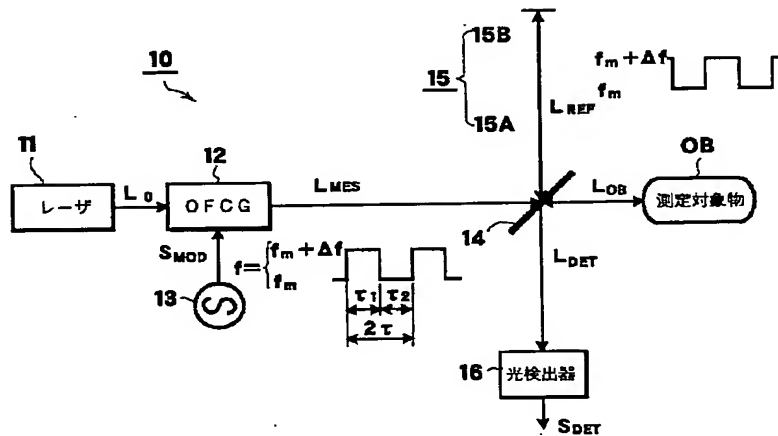 10
15
15B
15A
LREF
fm+Δf
fm
11
レーザ
L0
12
OFCG
LMES
14
LOB
OB
測定対象物
SMOD
13
f={fm+Δf
fm
τ1 τ2
2τ
LDET
16
光検出器
SDET